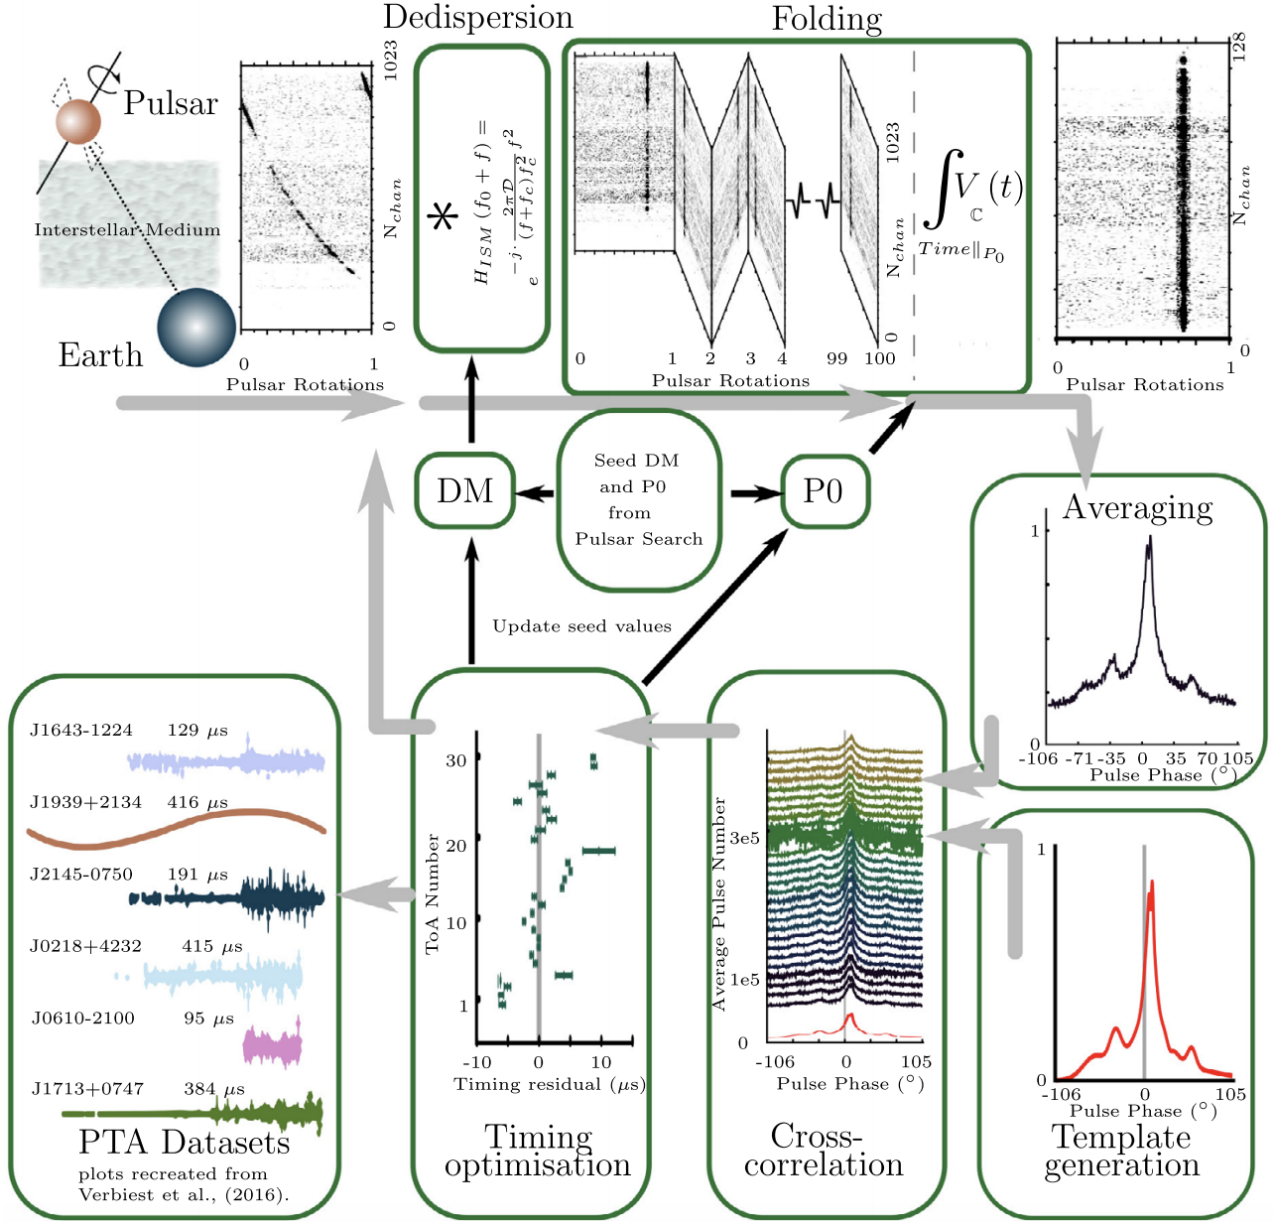 Dedispersion
Folding
Pulsar
Interstellar Medium
Earth
1023
N_chan
0
0 1
Pulsar Rotations
*
H_ISM (f_0 + f) =
e^{-j·\frac{2π\mathcal{D}}{(f+f_c)f_c^2} f^2}
1023
N_chan
0
0 1 2 3 4 99 100
Pulsar Rotations
∫ V_ℂ (t)
Time||_{P_0}
128
N_chan
0
0 1
Pulsar Rotations
DM
Seed DM
and P0
from
Pulsar Search
P0
Update seed values
Averaging
1
0
-106 -71 -35 0 35 70 105
Pulse Phase (°)
J1643-1224 129 μs
J1939+2134 416 μs
J2145-0750 191 μs
J0218+4232 415 μs
J0610-2100 95 μs
J1713+0747 384 μs
PTA Datasets
plots recreated from
Verbiest et al., (2016).
30
20
10
1
ToA Number
-10 0 10
Timing residual (μs)
Timing
optimisation
Average Pulse Number
3e5
1e5
0
-106 0 105
Pulse Phase (°)
Cross-
correlation
1
0
-106 0 105
Pulse Phase (°)
Template
generation